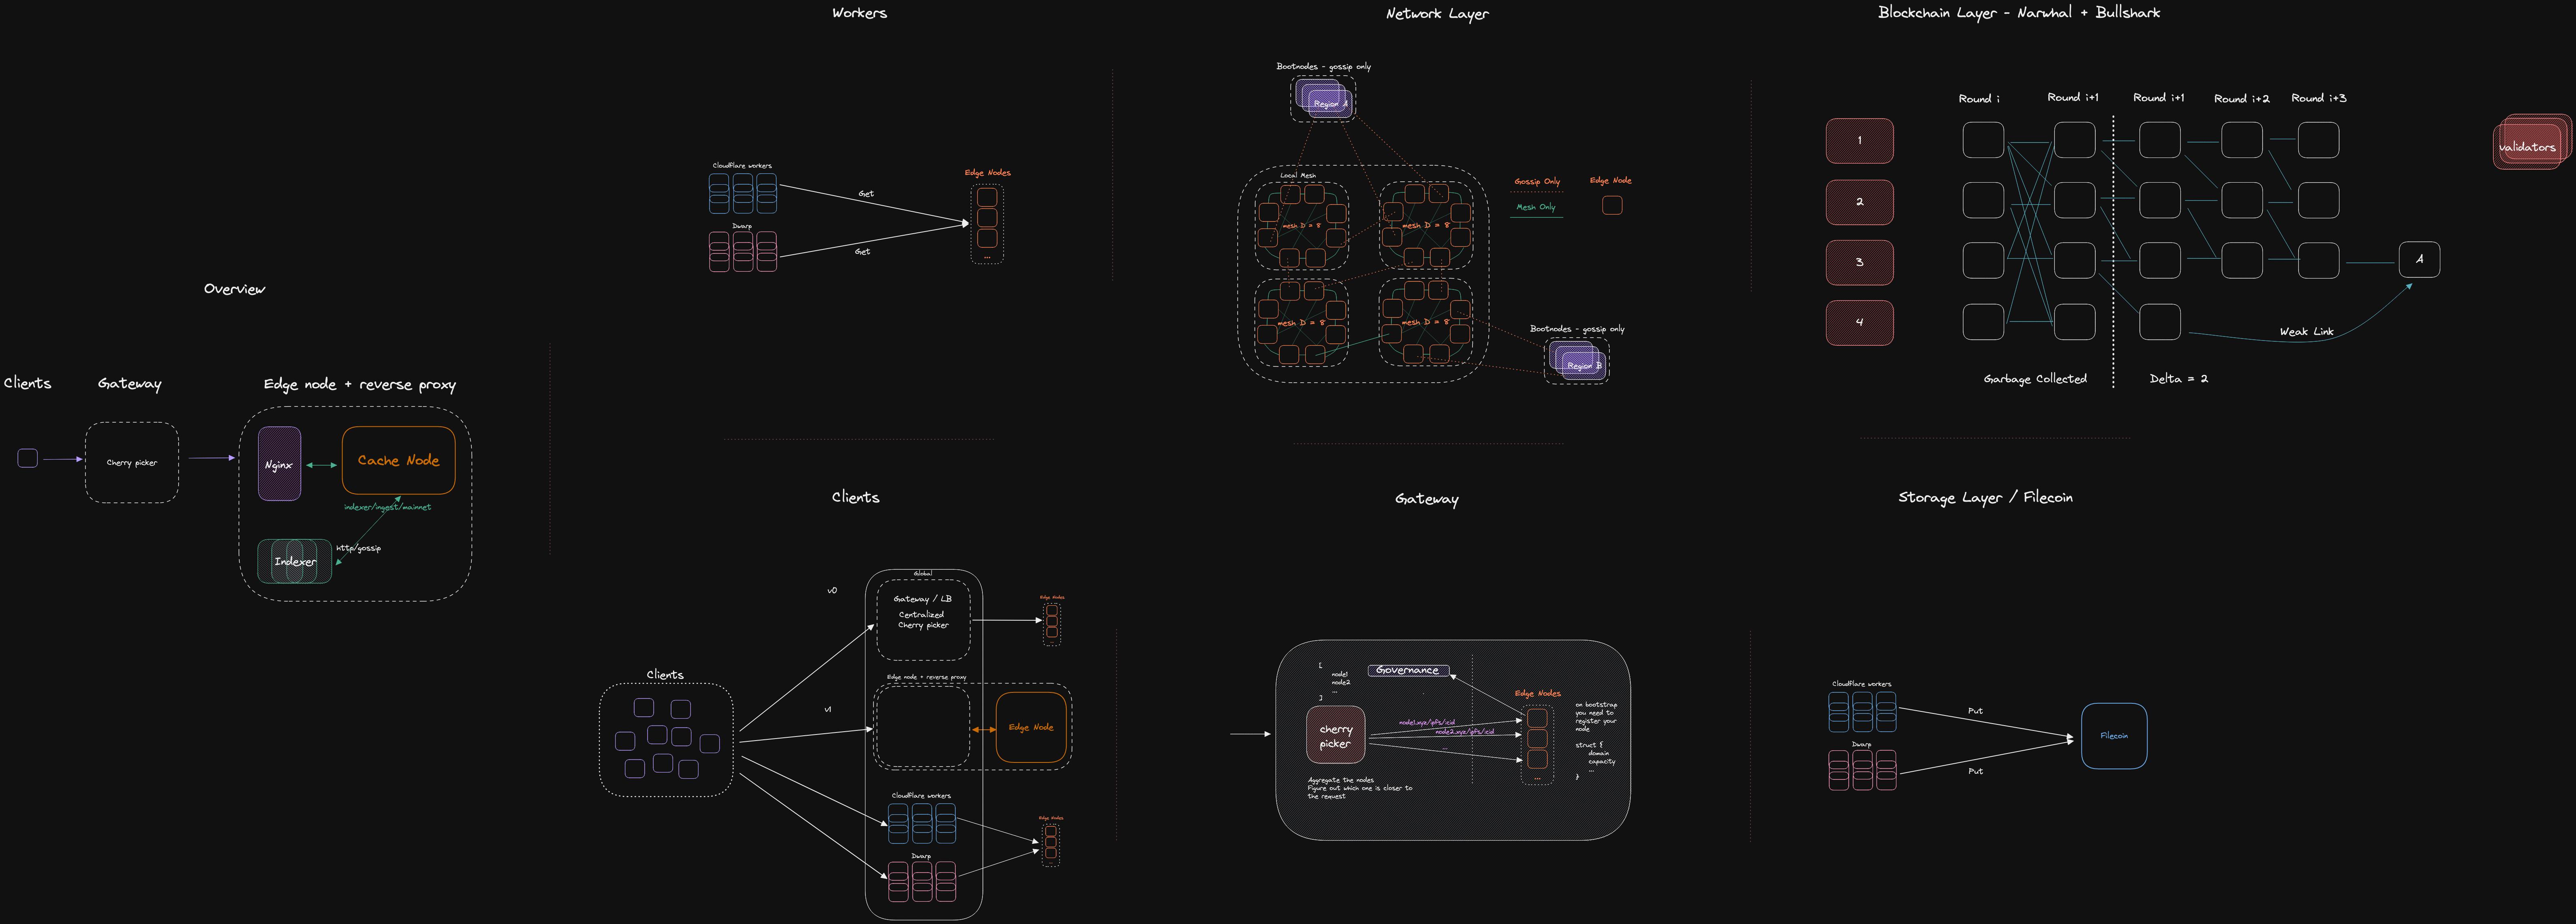 Overview
Clients
Gateway
Edge node + reverse proxy
Cherry picker
Nginx
Cache Node
indexer/ingest/mainnet
http/gossip
Indexer
Workers
Cloudflare workers
Dwarp
Get
Get
Edge Nodes
...
Network Layer
Bootnodes - gossip only
Region A
Local Mesh
mesh D = 8
mesh D = 8
mesh D = 8
mesh D = 8
Gossip Only
Mesh Only
Edge Node
Bootnodes - gossip only
Region B
Blockchain Layer - Narwhal + Bullshark
Round i
Round i+1
Round i+1
Round i+2
Round i+3
1
2
3
4
A
Weak Link
Garbage Collected
Delta = 2
validators
Clients
Clients
v0
v1
Global
Gateway / LB
Centralized
Cherry picker
Edge Nodes
Edge node + reverse proxy
Edge Node
Cloudflare workers
Dwarp
Edge Nodes
Gateway
[
node1
node2
...
]
Governance
cherry
picker
node1.xyz/ipfs/cid
node2.xyz/ipfs/cid
...
Aggregate the nodes
Figure out which one is closer to
the request
Edge Nodes
...
on bootstrap
you need to
register your
node
struct {
domain
capacity
...
}
Storage Layer / Filecoin
Cloudflare workers
Dwarp
Put
Put
Filecoin